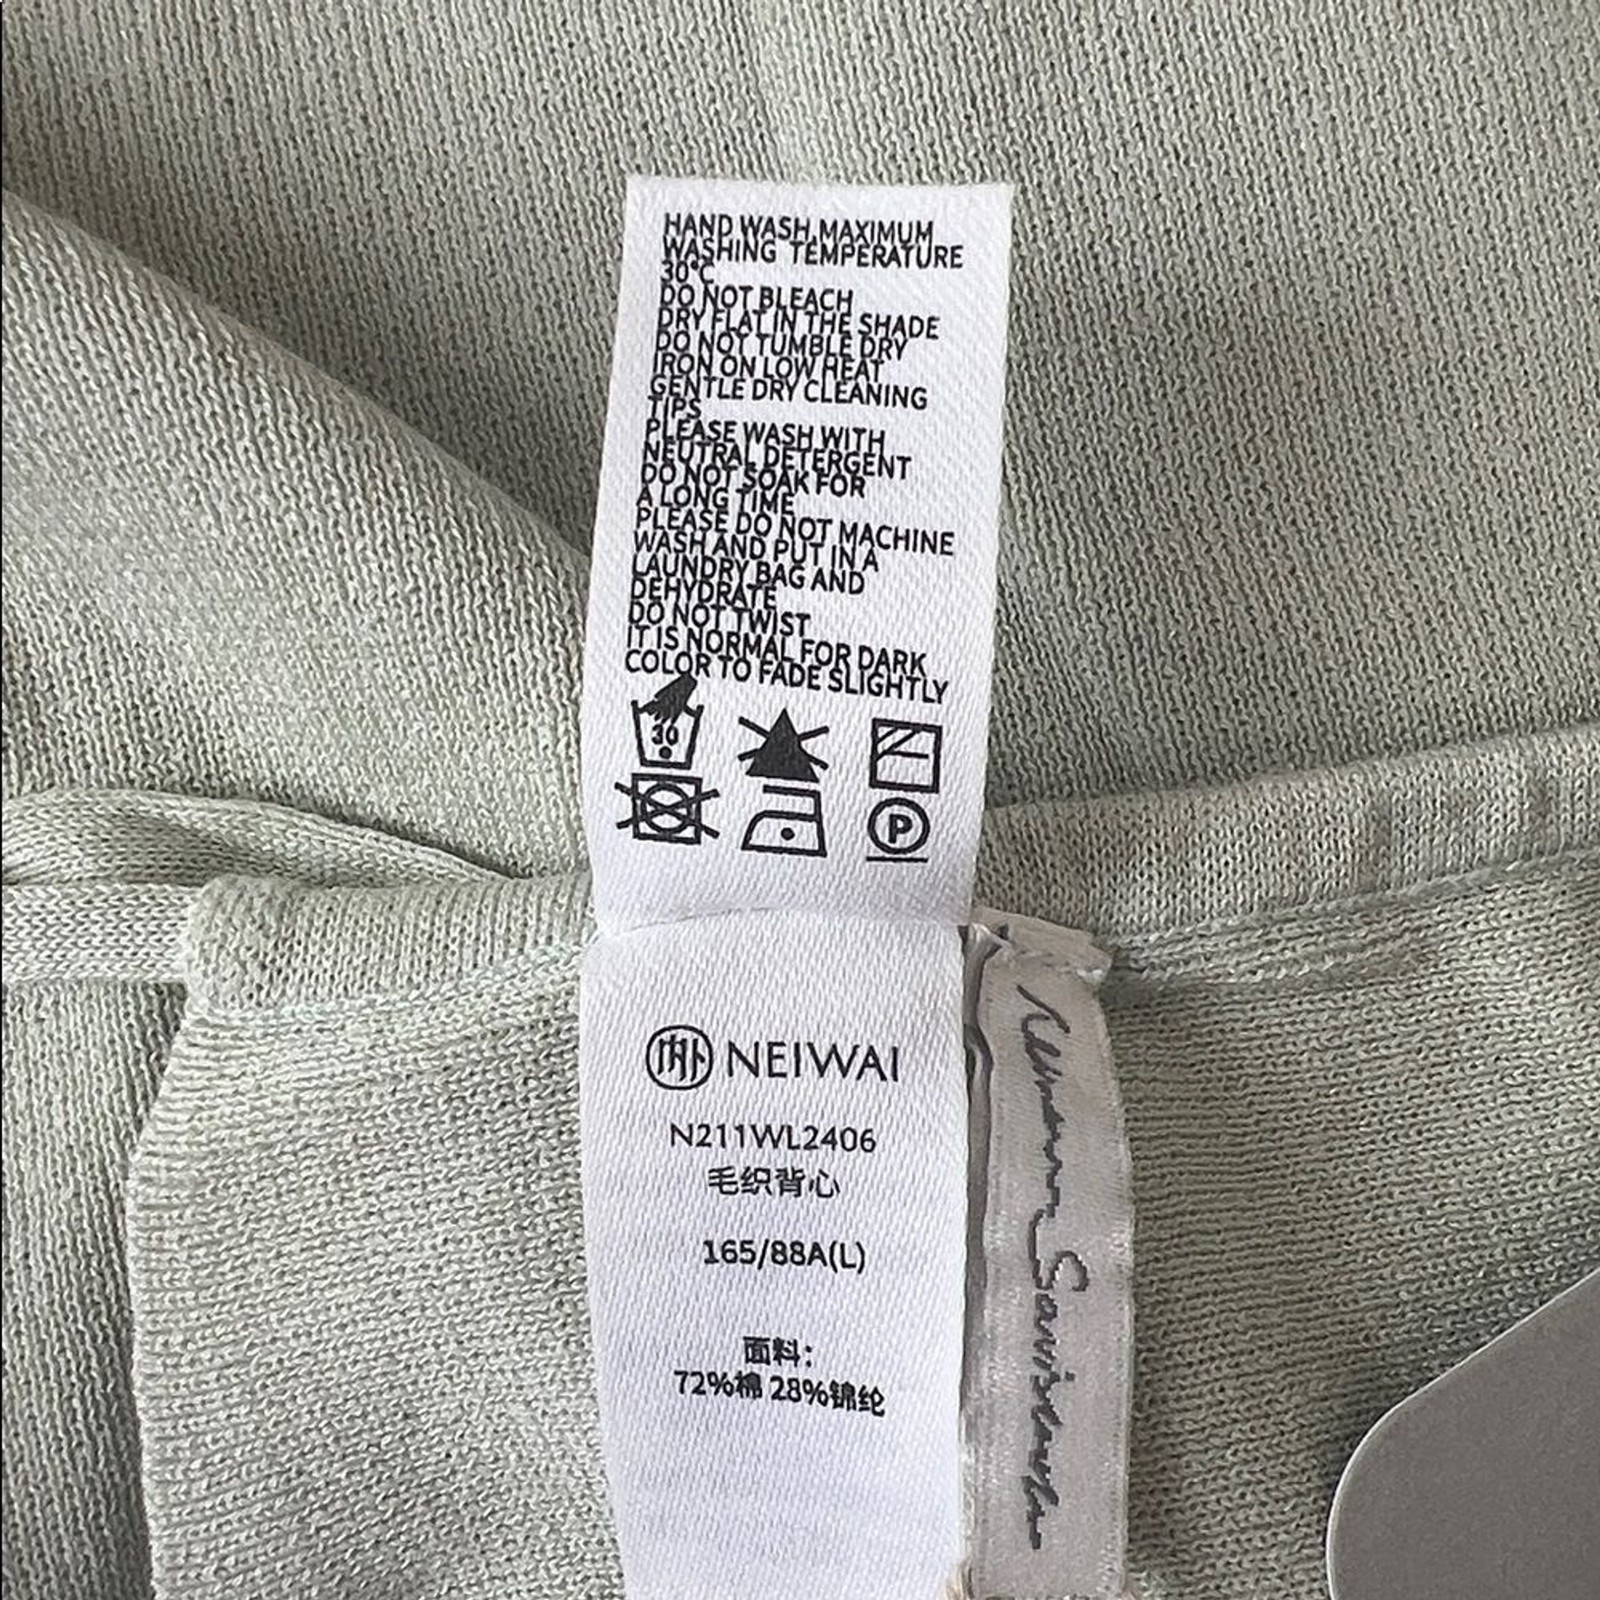 HAND WASH,MAXIMUM
WASHING TEMPERATURE
30°C
DO NOT BLEACH
DRY FLAT IN THE SHADE
DO NOT TUMBLE DRY
IRON ON LOW HEAT
GENTLE DRY CLEANING
TIPS
PLEASE WASH WITH
NEUTRAL DETERGENT
DO NOT SOAK FOR
A LONG TIME
PLEASE DO NOT MACHINE
WASH AND PUT IN A
LAUNDRY BAG AND
DEHYDRATE
DO NOT TWIST
IT IS NORMAL FOR DARK
COLOR TO FADE SLIGHTLY
30
P
NEIWAI
N211WL2406
毛织背心
165/88A(L)
面料：
72%棉 28%锦纶